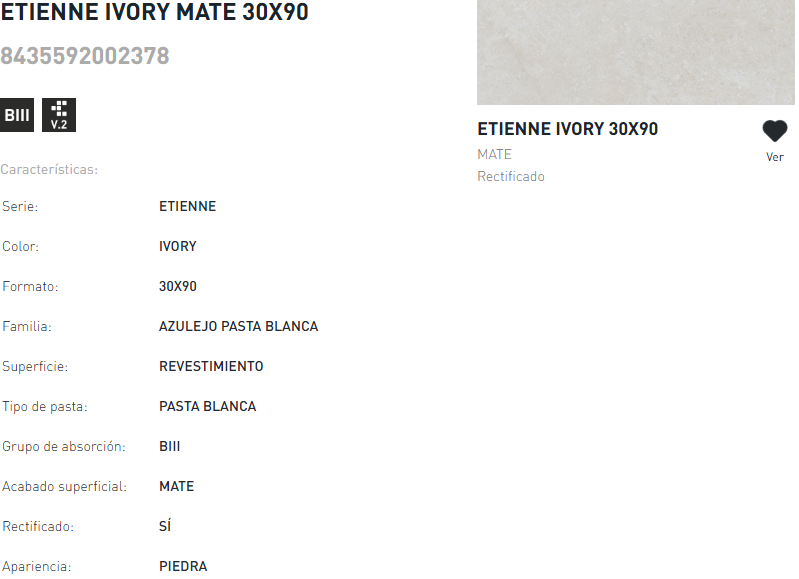 ETIENNE IVORY MATE 30X90
8435592002378
BIII
V.2
Características:
Serie: ETIENNE
Color: IVORY
Formato: 30X90
Familia: AZULEJO PASTA BLANCA
Superficie: REVESTIMIENTO
Tipo de pasta: PASTA BLANCA
Grupo de absorción: BIII
Acabado superficial: MATE
Rectificado: SÍ
Apariencia: PIEDRA
ETIENNE IVORY 30X90
MATE
Rectificado
Ver